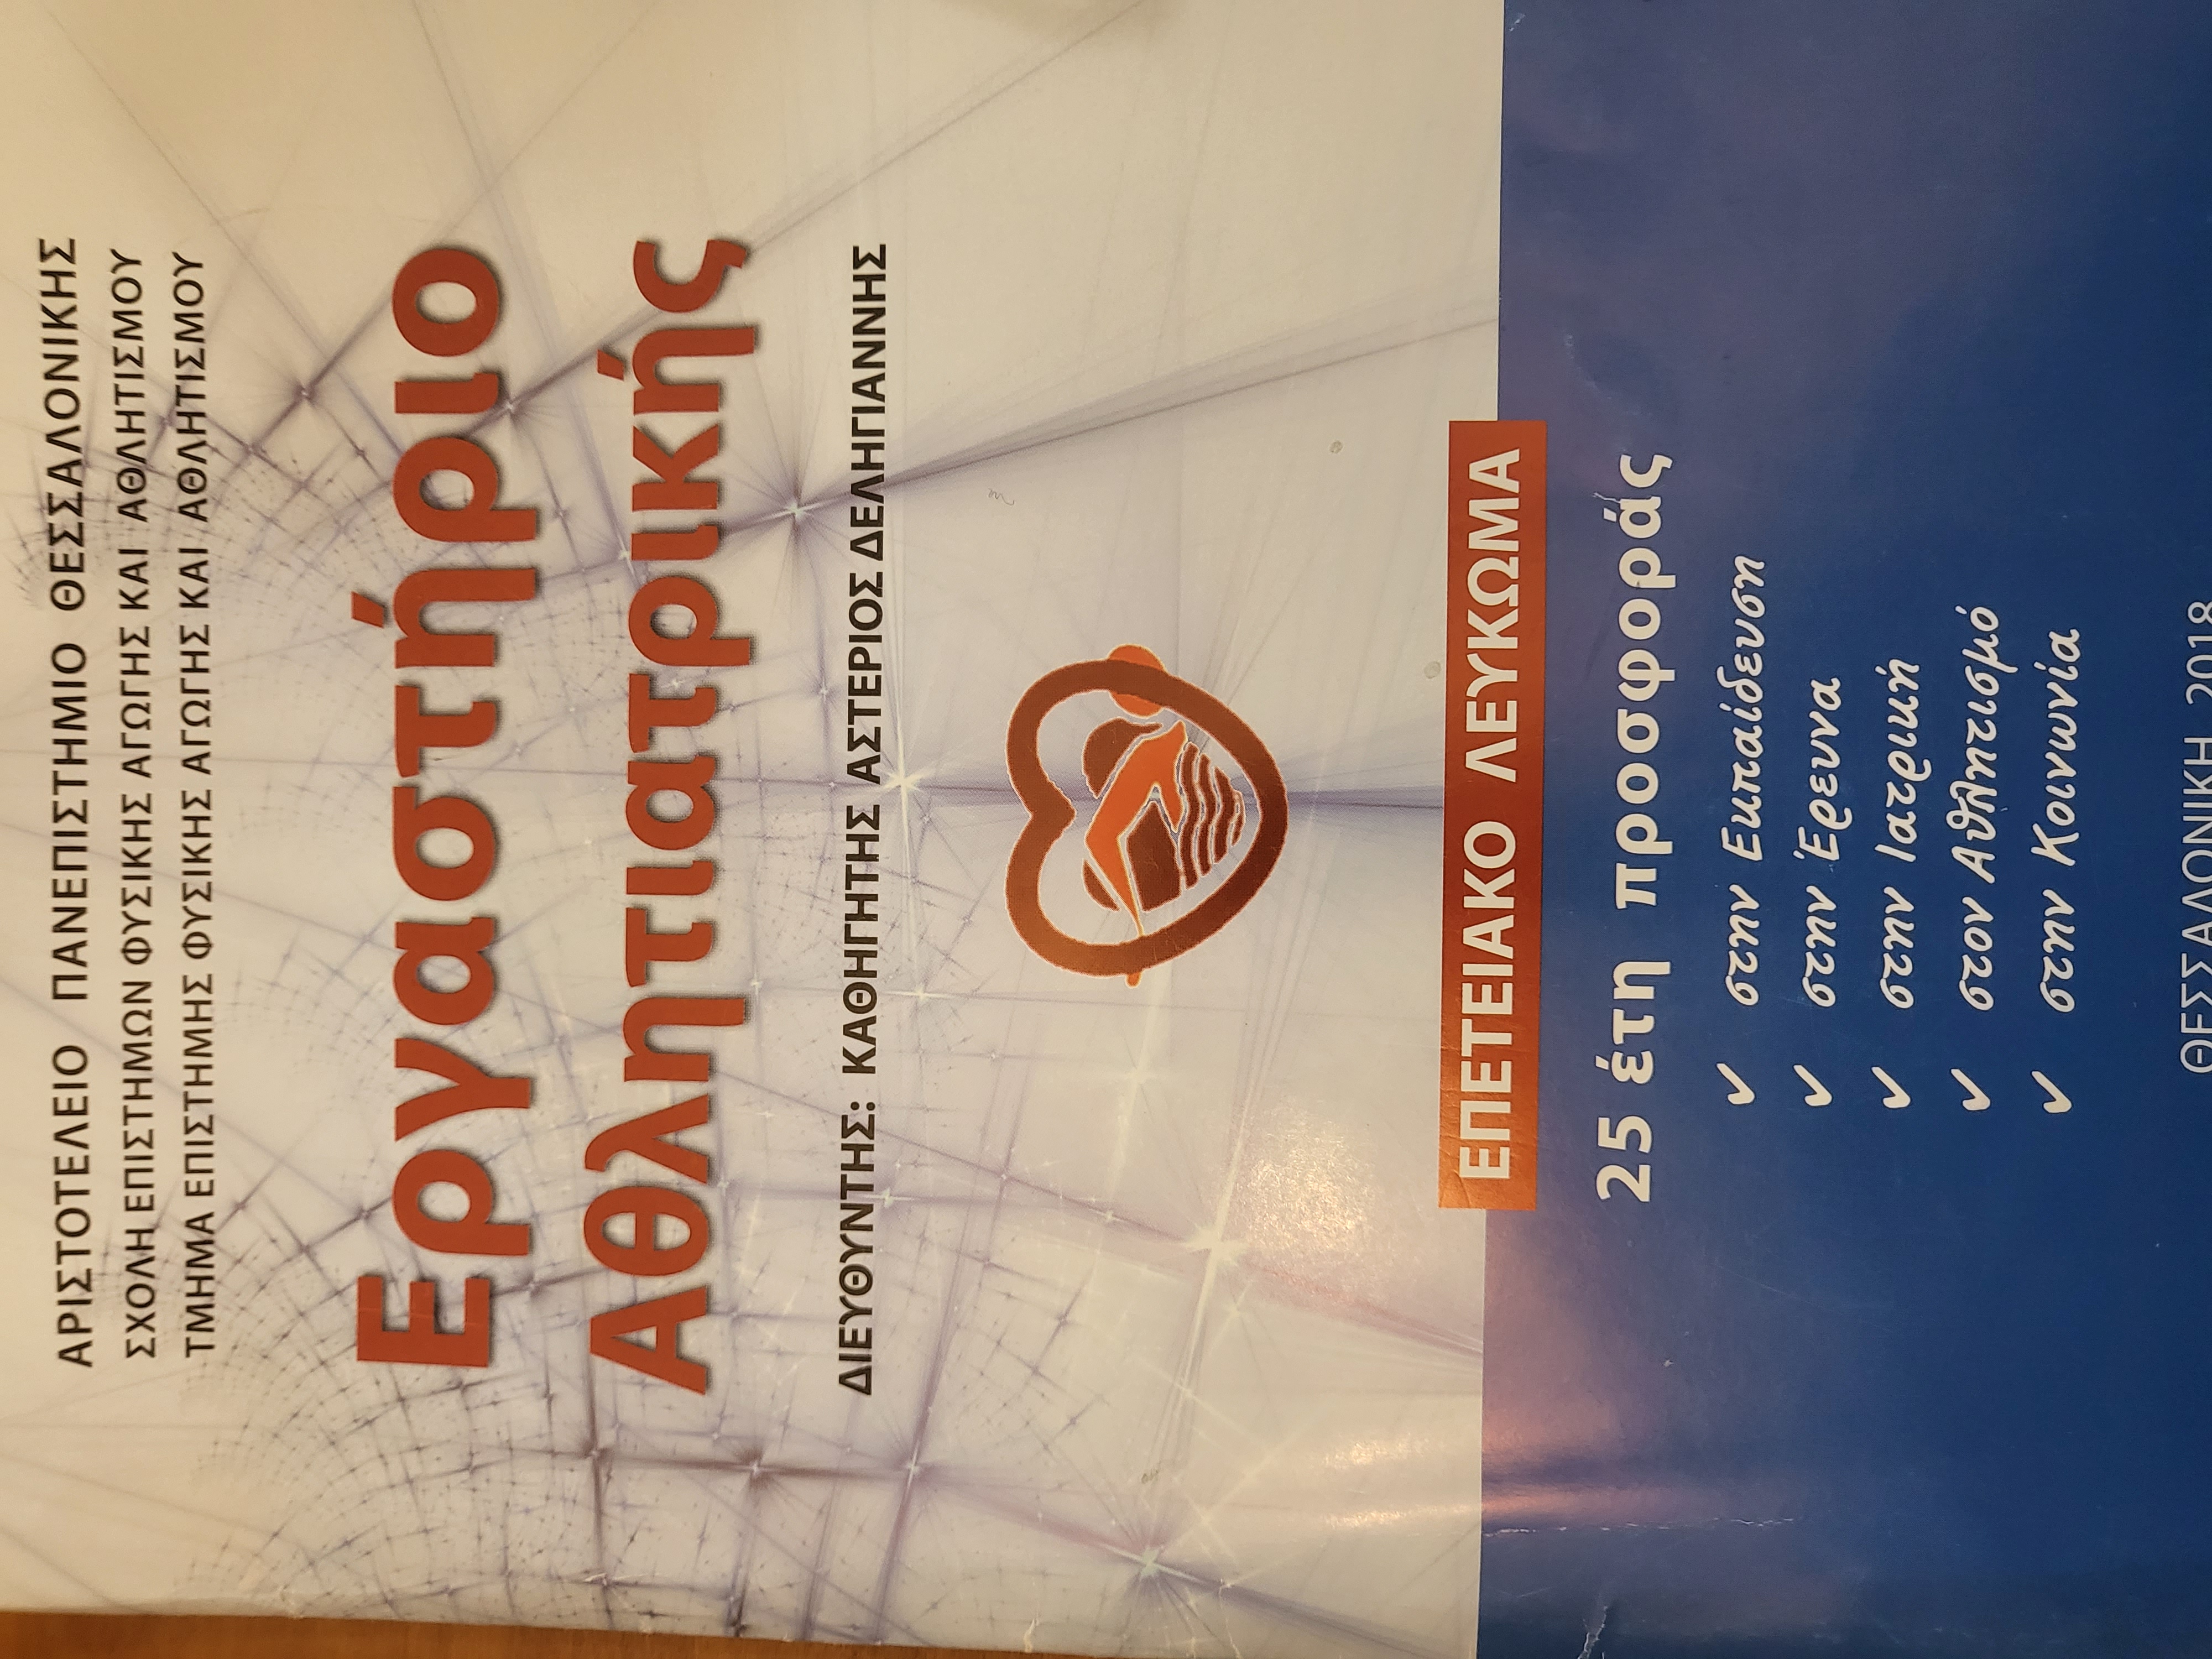 ΑΡΙΣΤΟΤΕΛΕΙΟ ΠΑΝΕΠΙΣΤΗΜΙΟ ΘΕΣΣΑΛΟΝΙΚΗΣ
ΣΧΟΛΗ ΕΠΙΣΤΗΜΩΝ ΦΥΣΙΚΗΣ ΑΓΩΓΗΣ ΚΑΙ ΑΘΛΗΤΙΣΜΟΥ
ΤΜΗΜΑ ΕΠΙΣΤΗΜΗΣ ΦΥΣΙΚΗΣ ΑΓΩΓΗΣ ΚΑΙ ΑΘΛΗΤΙΣΜΟΥ
Εργαστήριο
Αθλητιατρικής
ΔΙΕΥΘΥΝΤΗΣ: ΚΑΘΗΓΗΤΗΣ ΑΣΤΕΡΙΟΣ ΔΕΛΗΓΙΑΝΝΗΣ
ΕΠΕΤΕΙΑΚΟ ΛΕΥΚΩΜΑ
25 έτη προσφοράς
✓ στην Εκπαίδευση
✓ στην Έρευνα
✓ στην Ιατρική
✓ στον Αθλητισμό
✓ στην Κοινωνία
ΘΕΣΣΑΛΟΝΙΚΗ 2018